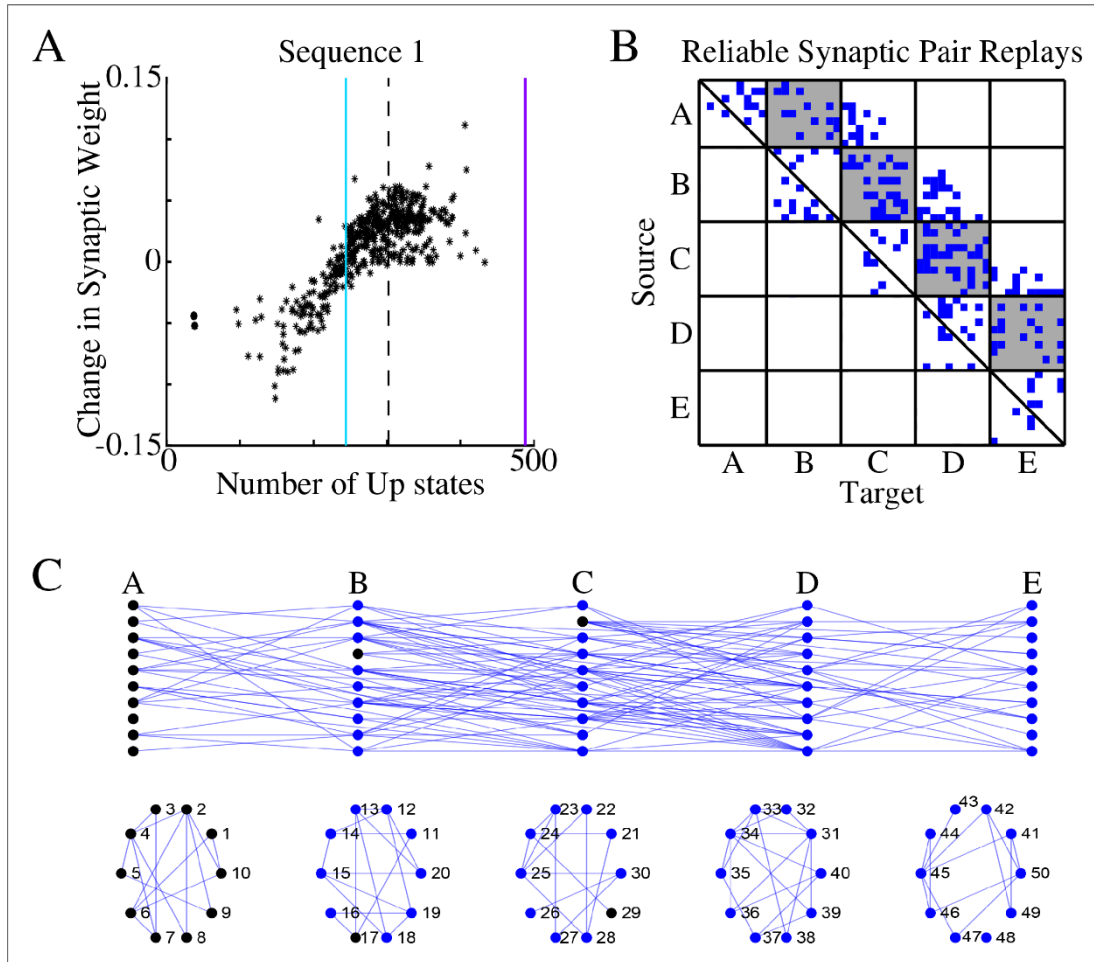 A
Sequence 1
0.15
0
-0.15
Change in Synaptic Weight
0
500
Number of Up states
B
Reliable Synaptic Pair Replays
A
B
C
D
E
Source
A B C D E
Target
C
A B C D E
3 2
4 1
5 10
6 9
7 8
13 12
14 11
15 20
16 19
17 18
23 22
24 21
25 30
26 29
27 28
33 32
34 31
35 40
36 39
37 38
43 42
44 41
45 50
46 49
47 48